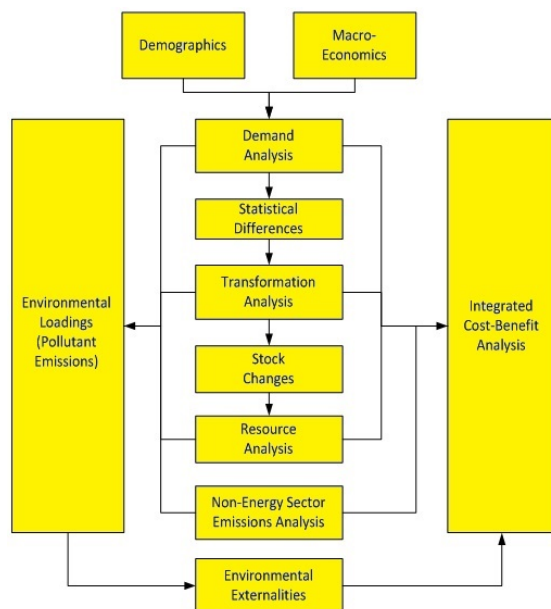 Demographics
Macro-
Economics
Demand
Analysis
Statistical
Differences
Transformation
Analysis
Environmental
Loadings
(Pollutant
Emissions)
Integrated
Cost-Benefit
Analysis
Stock
Changes
Resource
Analysis
Non-Energy Sector
Emissions Analysis
Environmental
Externalities